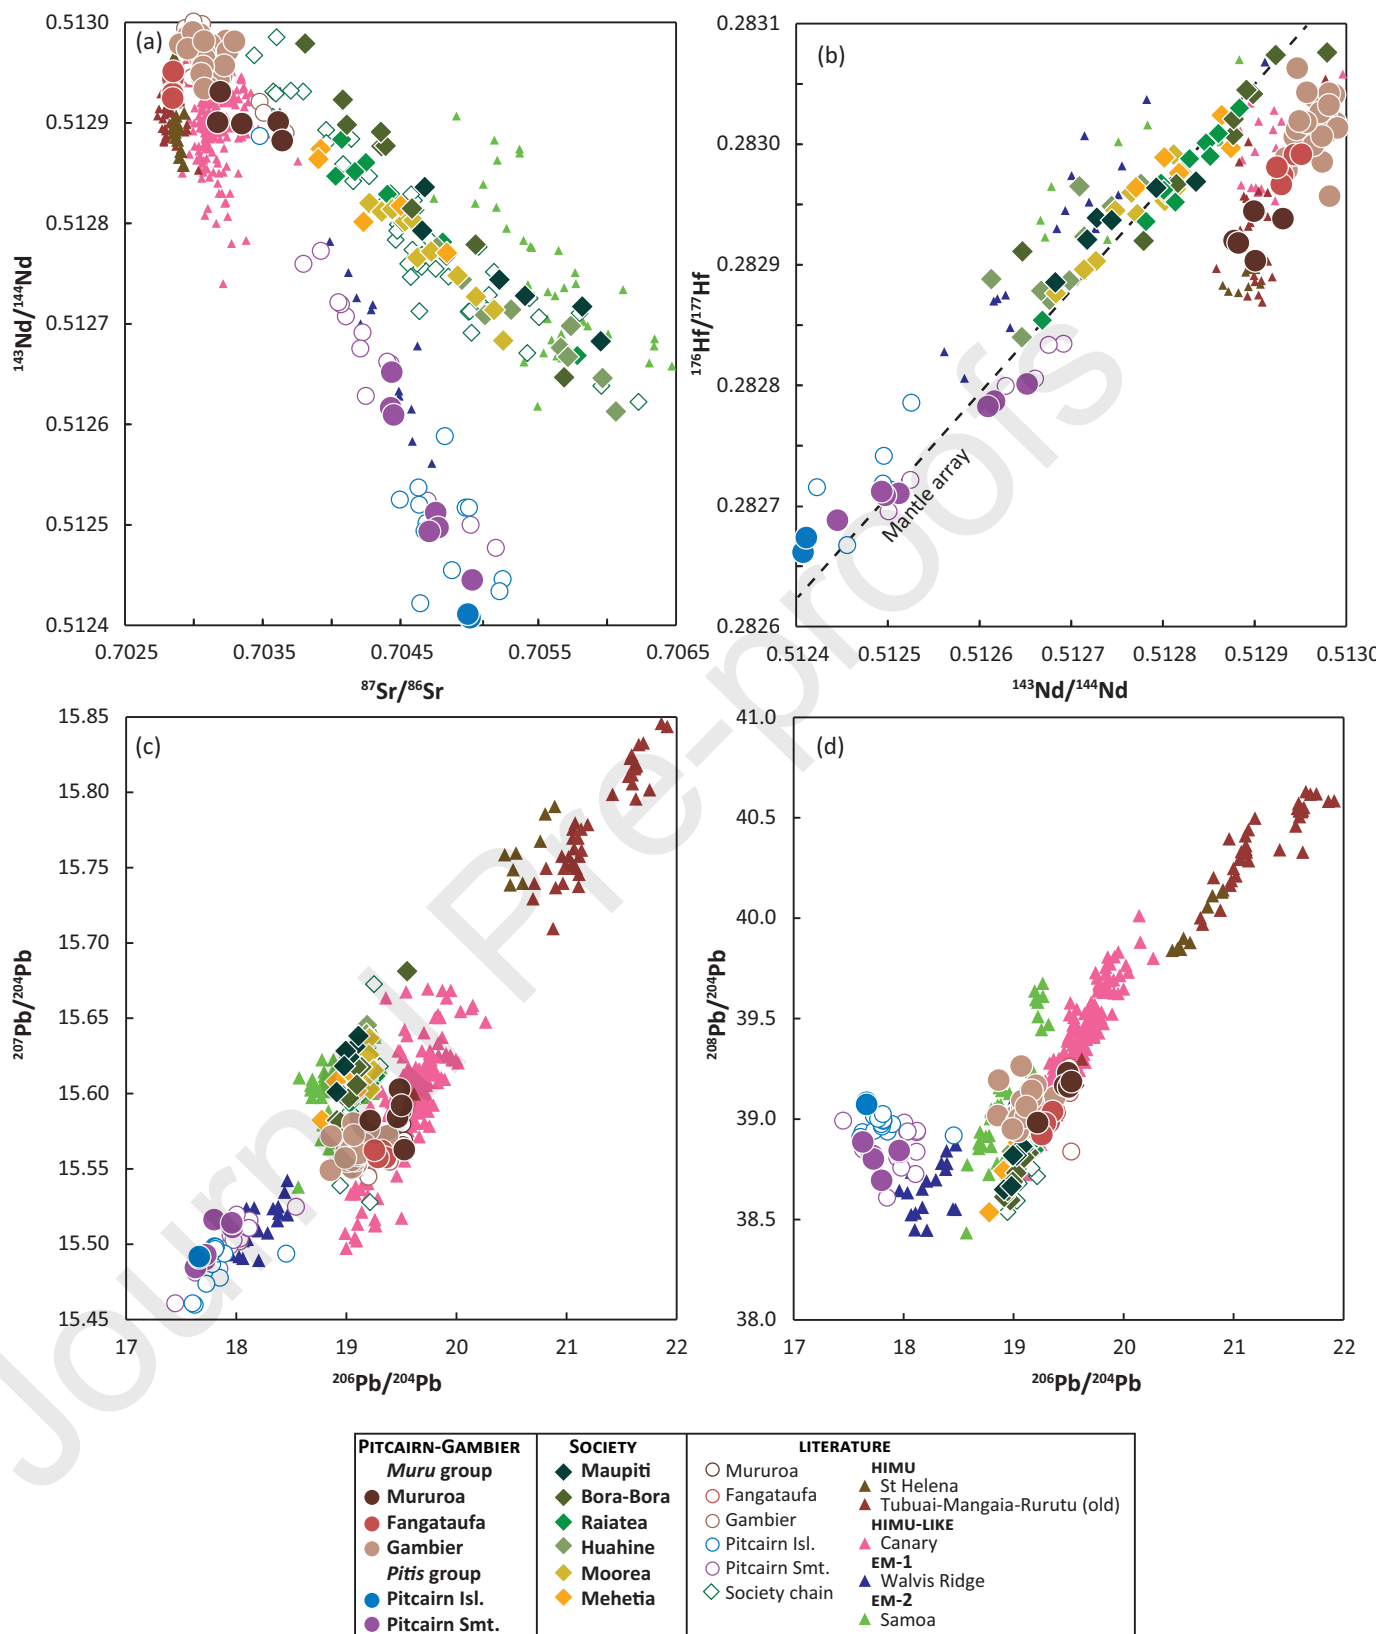 (a)
0.5130
0.5129
0.5128
0.5127
0.5126
0.5125
0.5124
143Nd/144Nd
0.7025
0.7035
0.7045
0.7055
0.7065
87Sr/86Sr
(b)
0.2831
0.2830
0.2829
0.2828
0.2827
0.2826
176Hf/177Hf
Mantle array
0.5124
0.5125
0.5126
0.5127
0.5128
0.5129
0.5130
143Nd/144Nd
(c)
15.85
15.80
15.75
15.70
15.65
15.60
15.55
15.50
15.45
207Pb/204Pb
17
18
19
20
21
22
206Pb/204Pb
(d)
41.0
40.5
40.0
39.5
39.0
38.5
38.0
208Pb/204Pb
17
18
19
20
21
22
206Pb/204Pb
Journal Pre-proofs
PITCAIRN-GAMBIER
Muru group
Mururoa
Fangataufa
Gambier
Pitis group
Pitcairn Isl.
Pitcairn Smt.
SOCIETY
Maupiti
Bora-Bora
Raiatea
Huahine
Moorea
Mehetia
LITERATURE
Mururoa
Fangataufa
Gambier
Pitcairn Isl.
Pitcairn Smt.
Society chain
HIMU
St Helena
Tubuai-Mangaia-Rurutu (old)
HIMU-LIKE
Canary
EM-1
Walvis Ridge
EM-2
Samoa